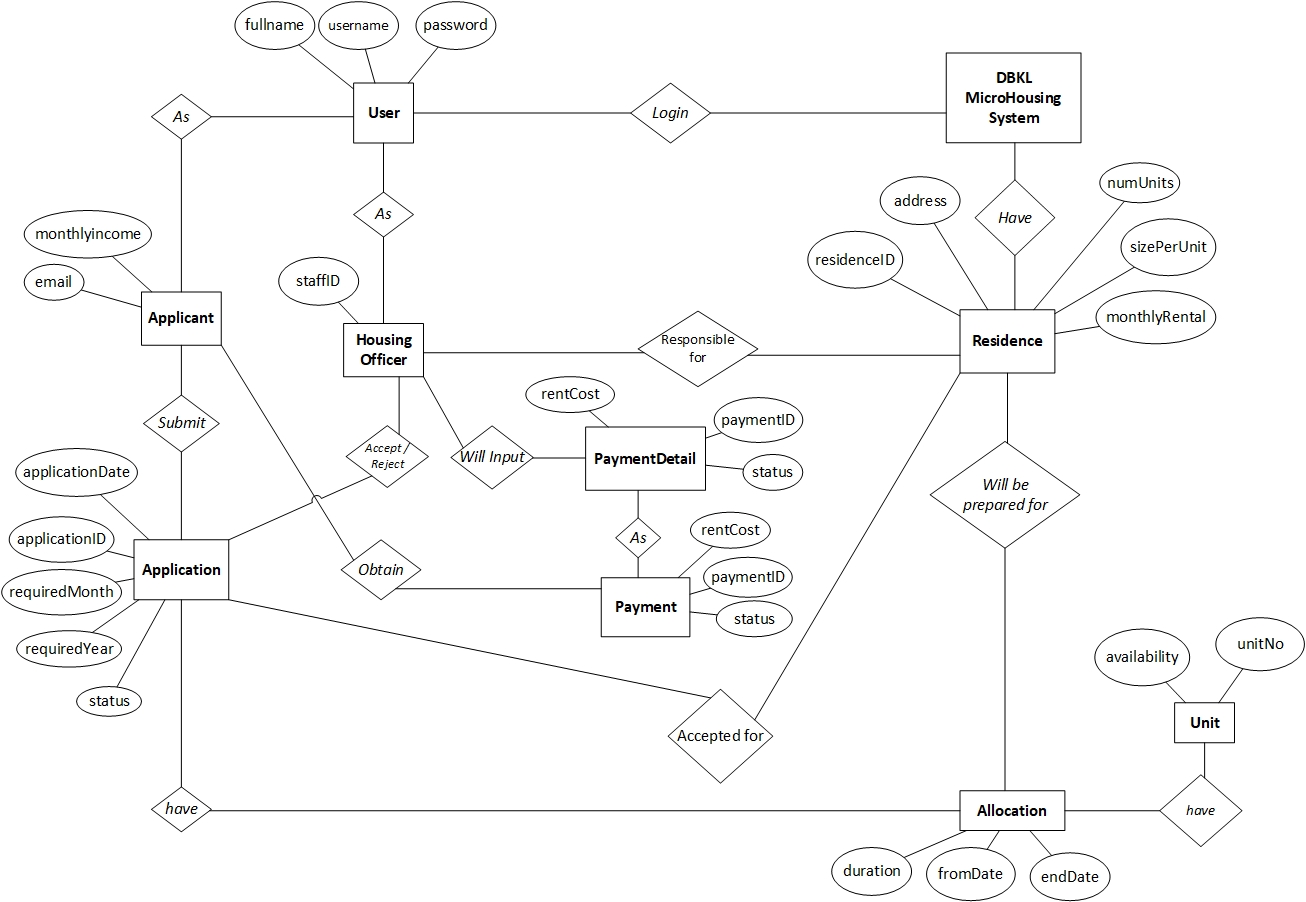 fullname
username
password
User
As
Login
DBKL
MicroHousing
System
As
Have
numUnits
address
sizePerUnit
residenceID
monthlyRental
monthlyincome
email
staffID
Applicant
Housing
Officer
Responsible
for
Residence
rentCost
paymentID
Submit
Accept /
Reject
Will Input
PaymentDetail
status
applicationDate
Will be
prepared for
As
rentCost
applicationID
Application
requiredMonth
Obtain
paymentID
Payment
status
requiredYear
status
availability
unitNo
Unit
Accepted for
have
Allocation
have
duration
fromDate
endDate